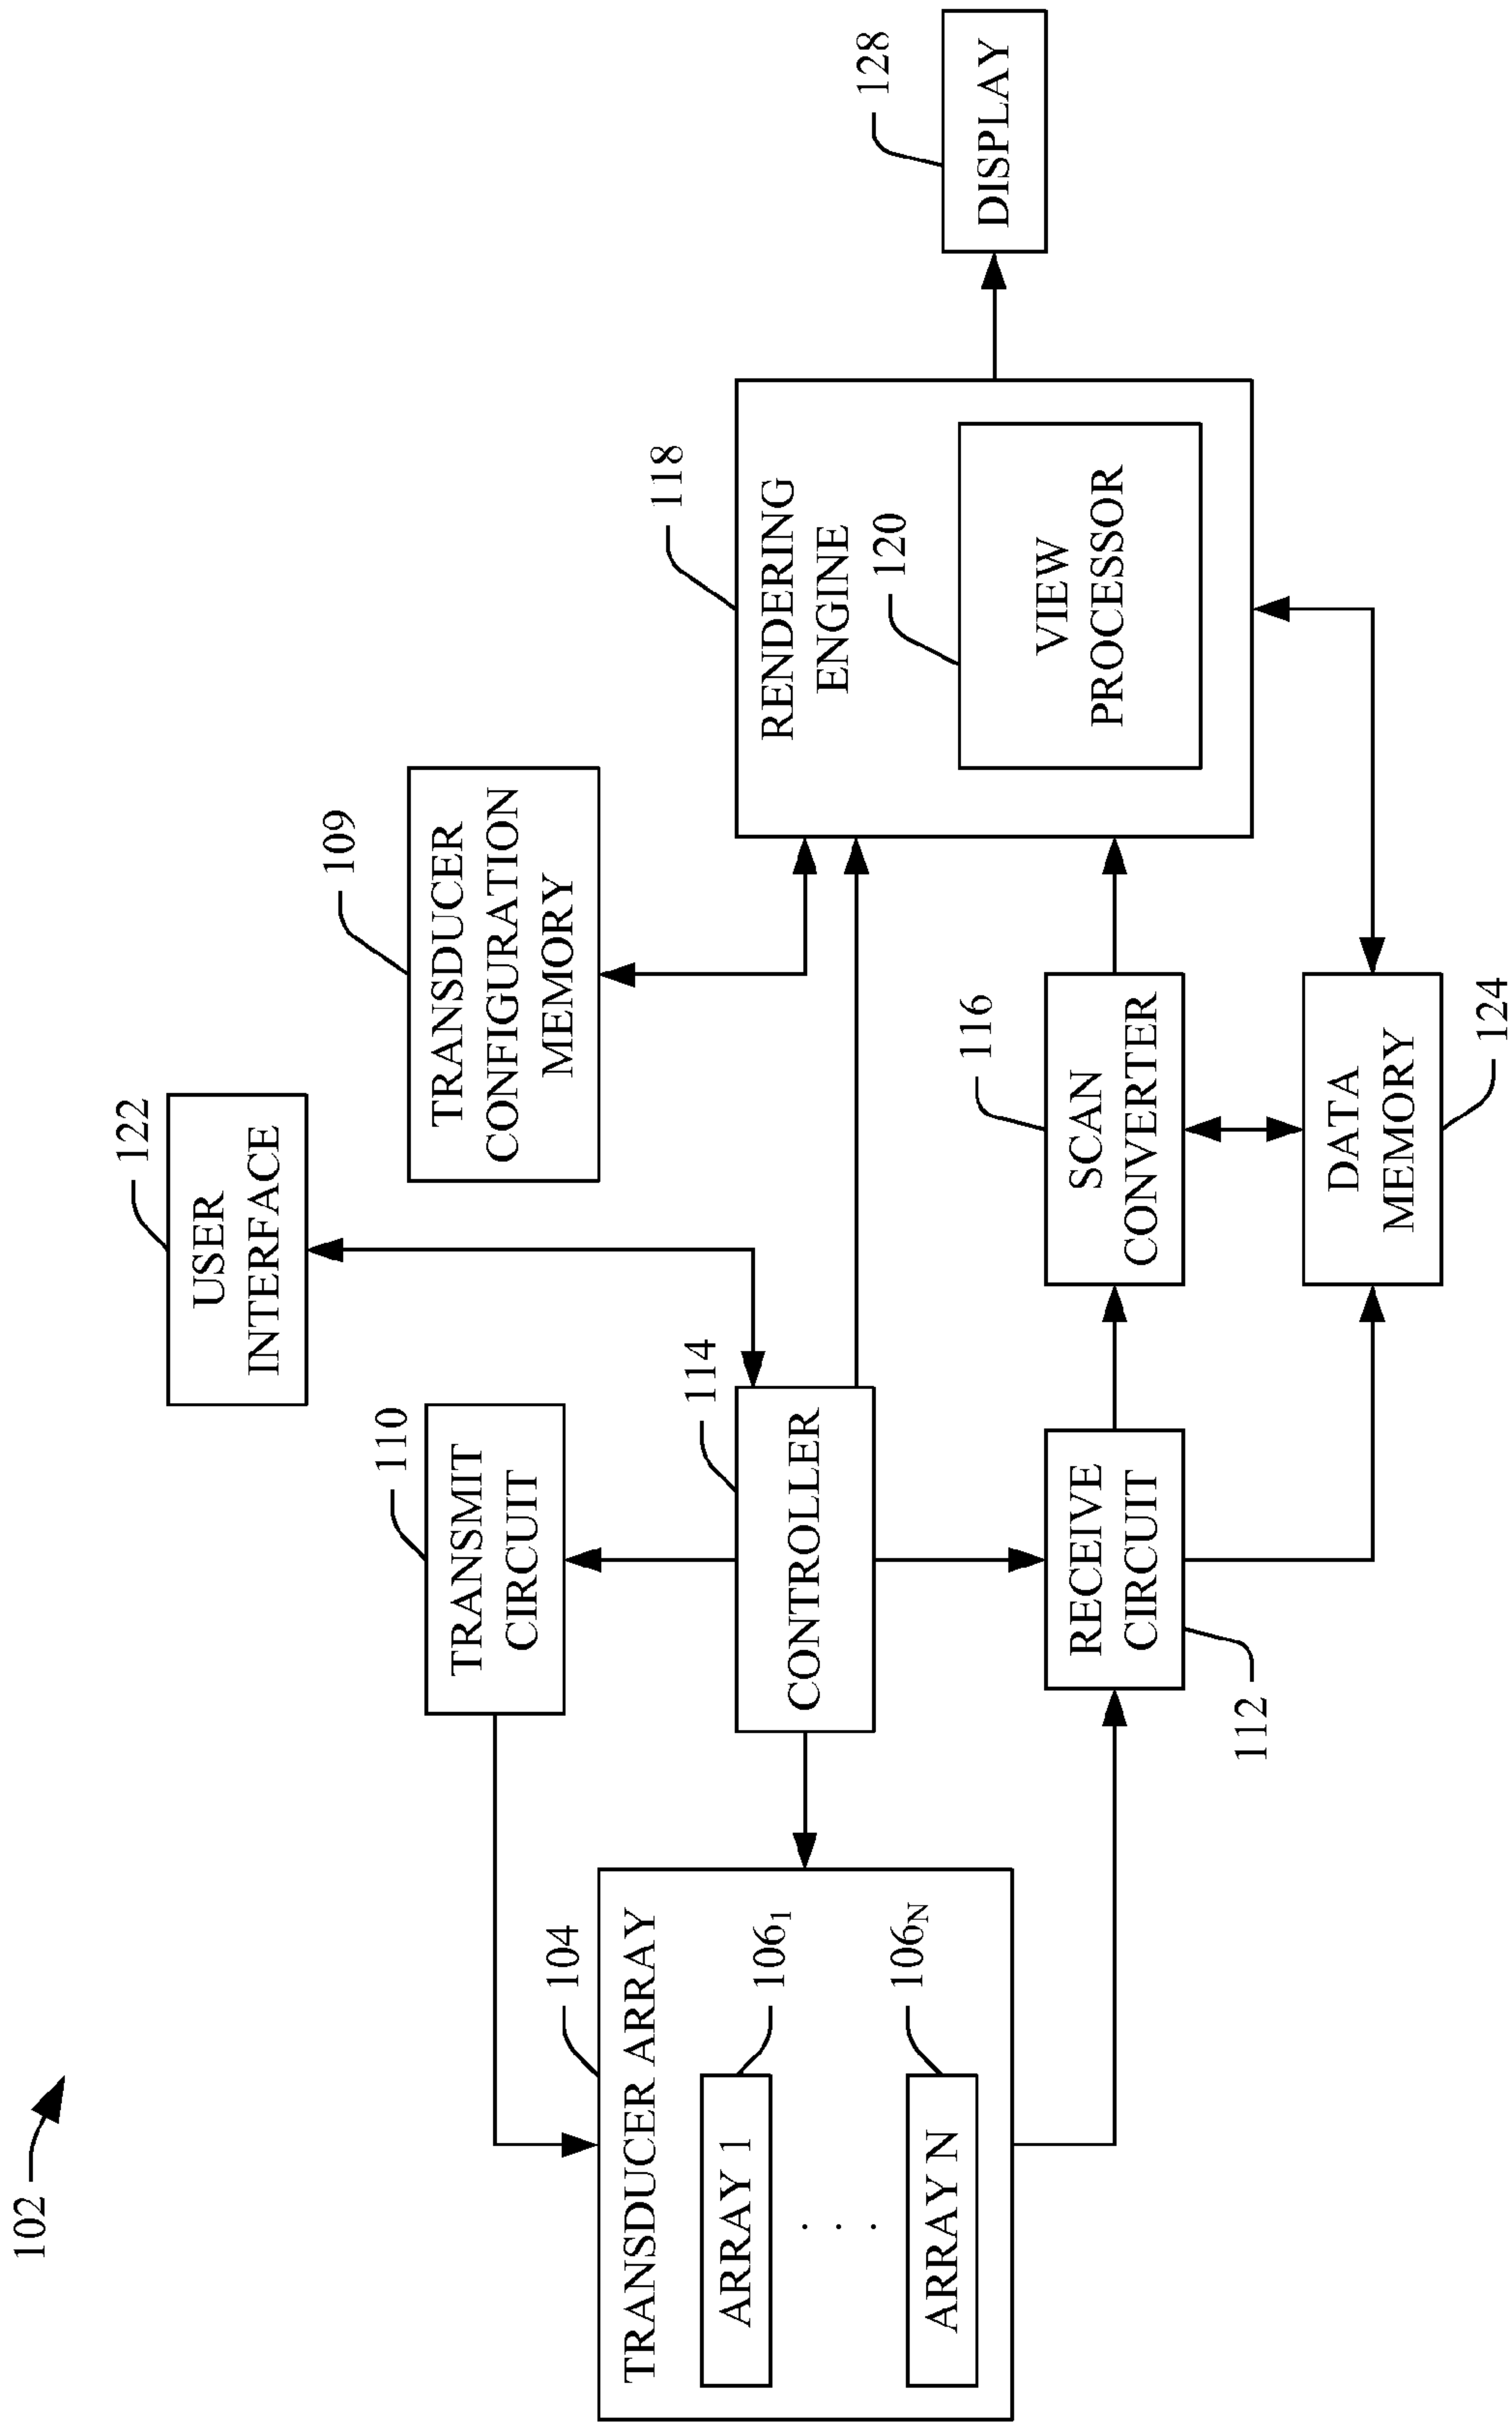 102
122
USER
INTERFACE
109
TRANSDUCER
CONFIGURATION
MEMORY
110
TRANSMIT
CIRCUIT
104
TRANSDUCER ARRAY
106₁
ARRAY 1
. . .
106N
ARRAY N
114
CONTROLLER
118
RENDERING
ENGINE
120
VIEW
PROCESSOR
128
DISPLAY
112
RECEIVE
CIRCUIT
116
SCAN
CONVERTER
DATA
MEMORY
124